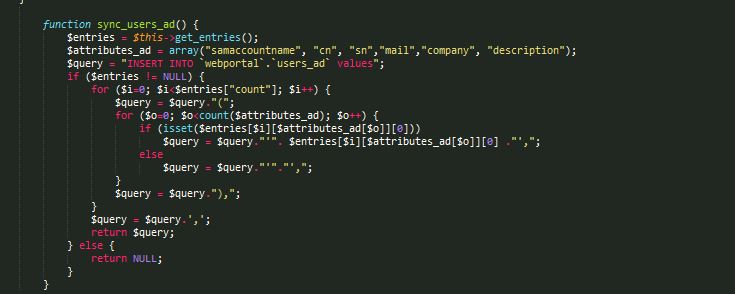 }
function sync_users_ad() {
$entries = $this->get_entries();
$attributes_ad = array("samaccountname", "cn", "sn","mail","company", "description");
$query = "INSERT INTO `webportal`.`users_ad` values";
if ($entries != NULL) {
for ($i=0; $i<$entries["count"]; $i++) {
$query = $query."(";
for ($o=0; $o<count($attributes_ad); $o++) {
if (isset($entries[$i][$attributes_ad[$o]][0]))
$query = $query."'". $entries[$i][$attributes_ad[$o]][0] ."',";
else
$query = $query."'"."',";
}
$query = $query."),";
}
$query = $query.',';
return $query;
} else {
return NULL;
}
}